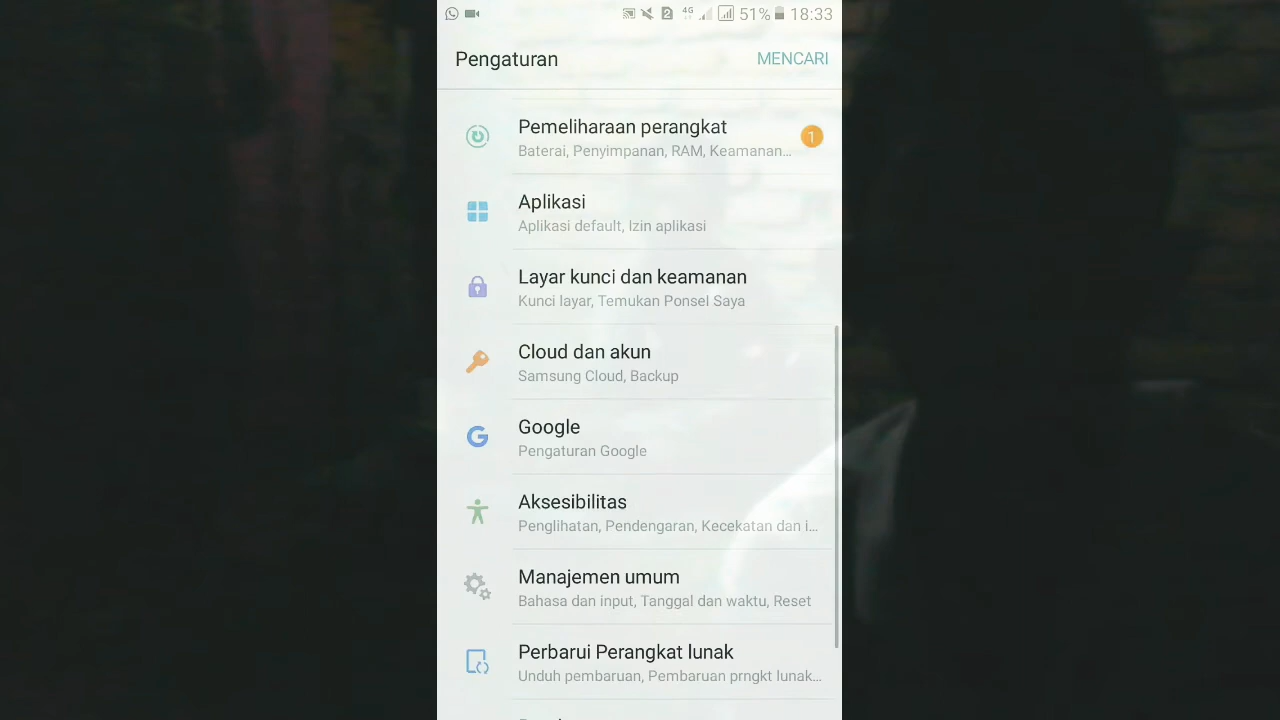 4G 51% 18:33
Pengaturan MENCARI
Pemeliharaan perangkat 1
Baterai, Penyimpanan, RAM, Keamanan...
Aplikasi
Aplikasi default, Izin aplikasi
Layar kunci dan keamanan
Kunci layar, Temukan Ponsel Saya
Cloud dan akun
Samsung Cloud, Backup
Google
Pengaturan Google
Aksesibilitas
Penglihatan, Pendengaran, Kecekatan dan i...
Manajemen umum
Bahasa dan input, Tanggal dan waktu, Reset
Perbarui Perangkat lunak
Unduh pembaruan, Pembaruan prngkt lunak...